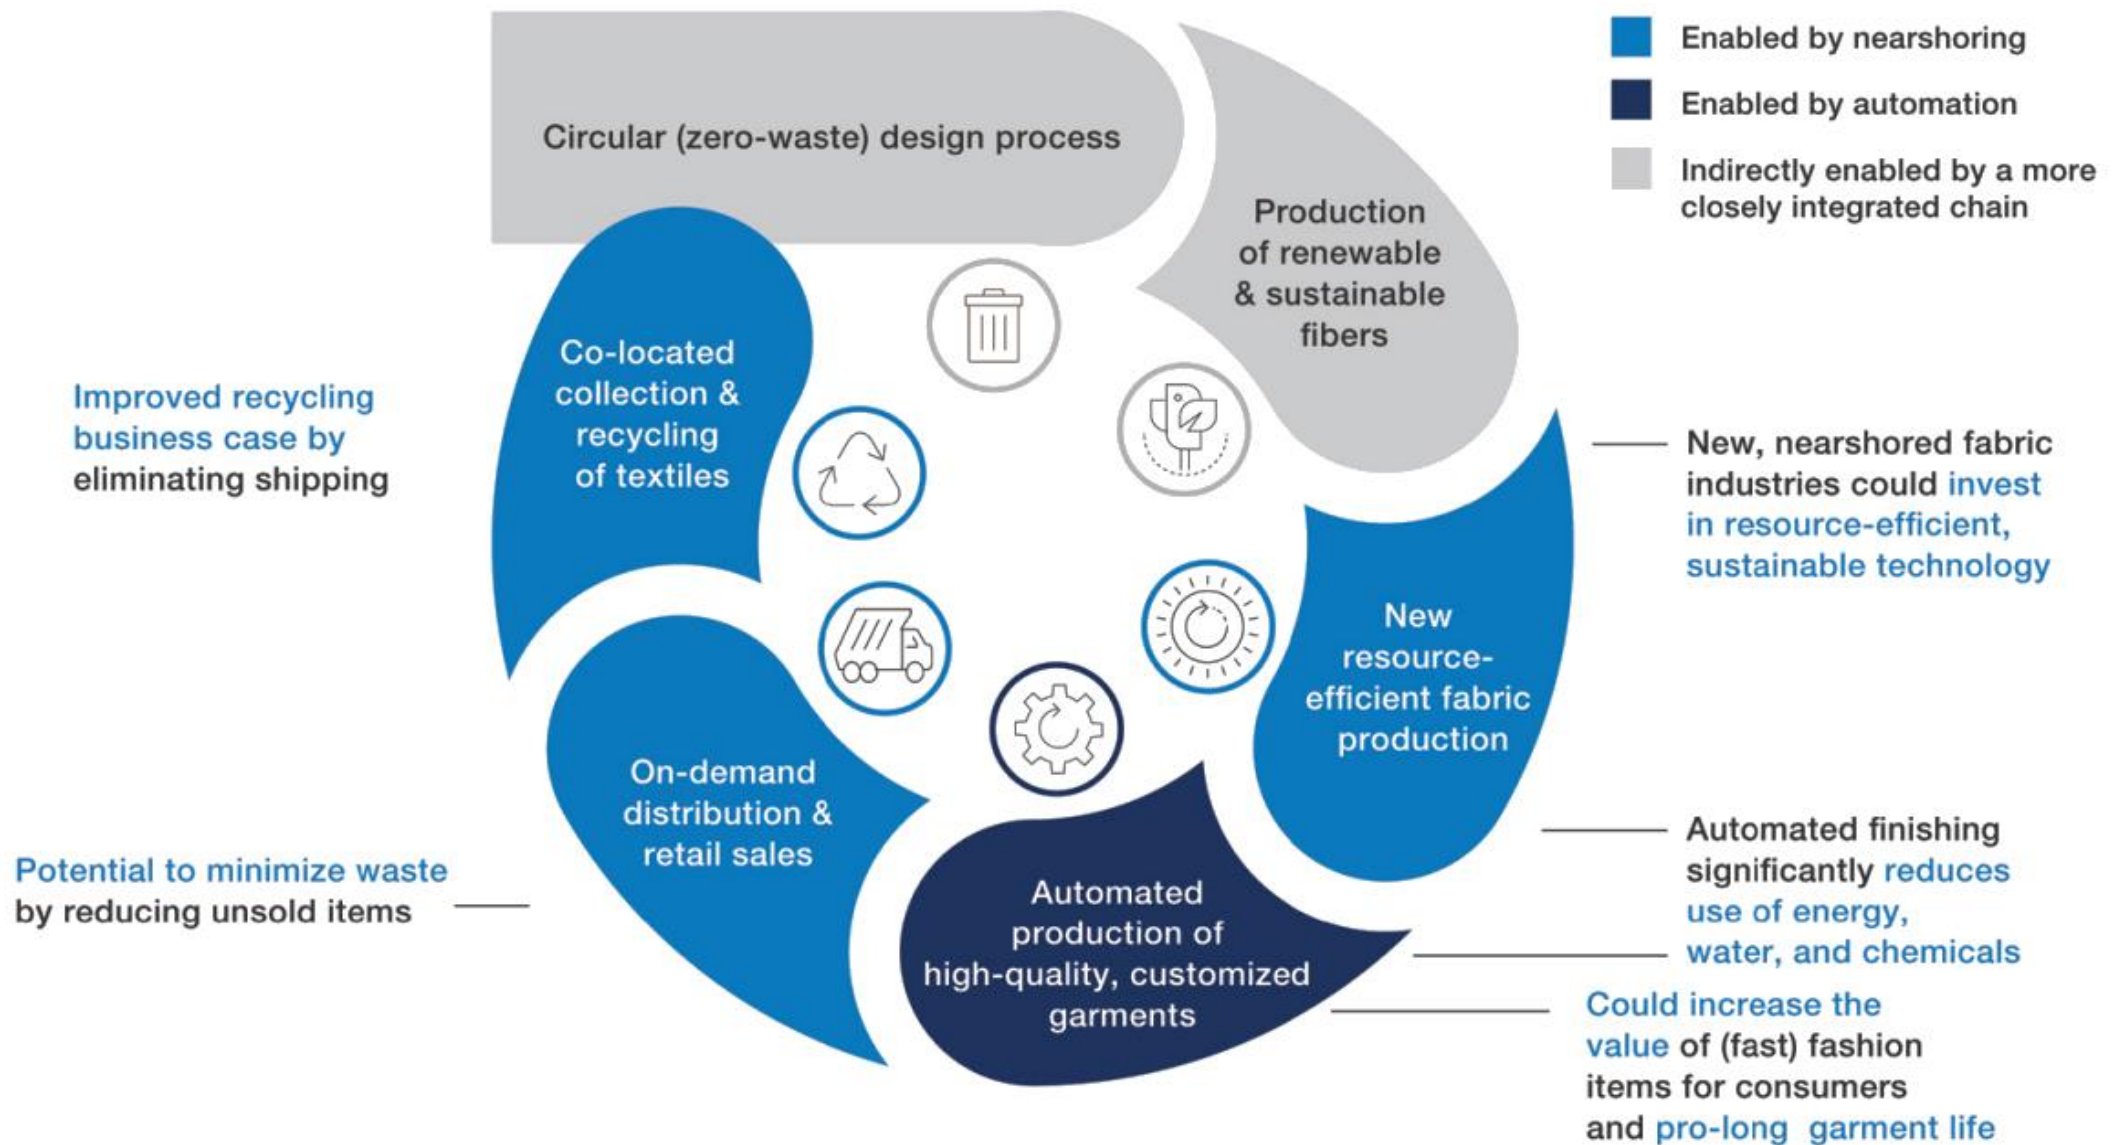 Circular (zero-waste) design process
Production
of renewable
& sustainable
fibers
Enabled by nearshoring
Enabled by automation
Indirectly enabled by a more
closely integrated chain
Co-located
collection &
recycling
of textiles
Improved recycling
business case by
eliminating shipping
New, nearshored fabric
industries could invest
in resource-efficient,
sustainable technology
New
resource-
efficient fabric
production
On-demand
distribution &
retail sales
Potential to minimize waste
by reducing unsold items
Automated
production of
high-quality, customized
garments
Automated finishing
significantly reduces
use of energy,
water, and chemicals
Could increase the
value of (fast) fashion
items for consumers
and pro-long garment life